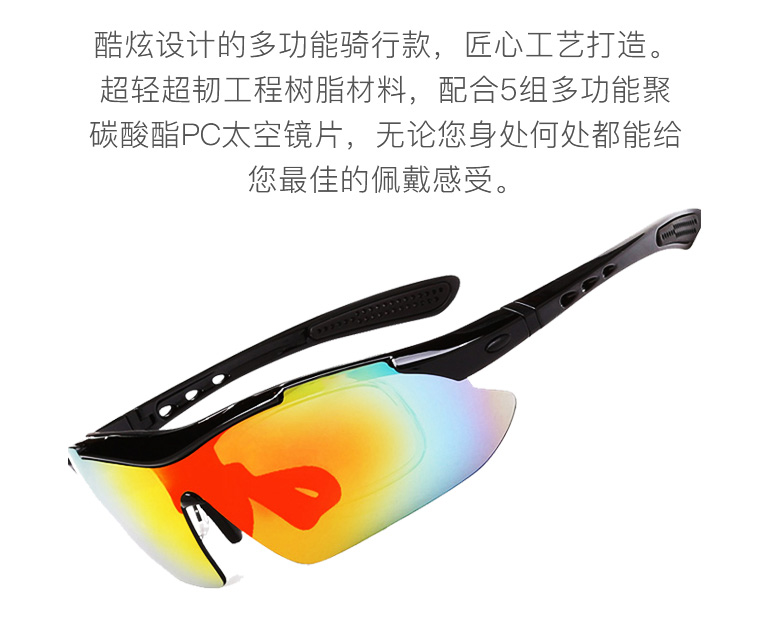 酷炫设计的多功能骑行款，匠心工艺打造。
超轻超韧工程树脂材料，配合5组多功能聚
碳酸酯PC太空镜片，无论您身处何处都能给
您最佳的佩戴感受。